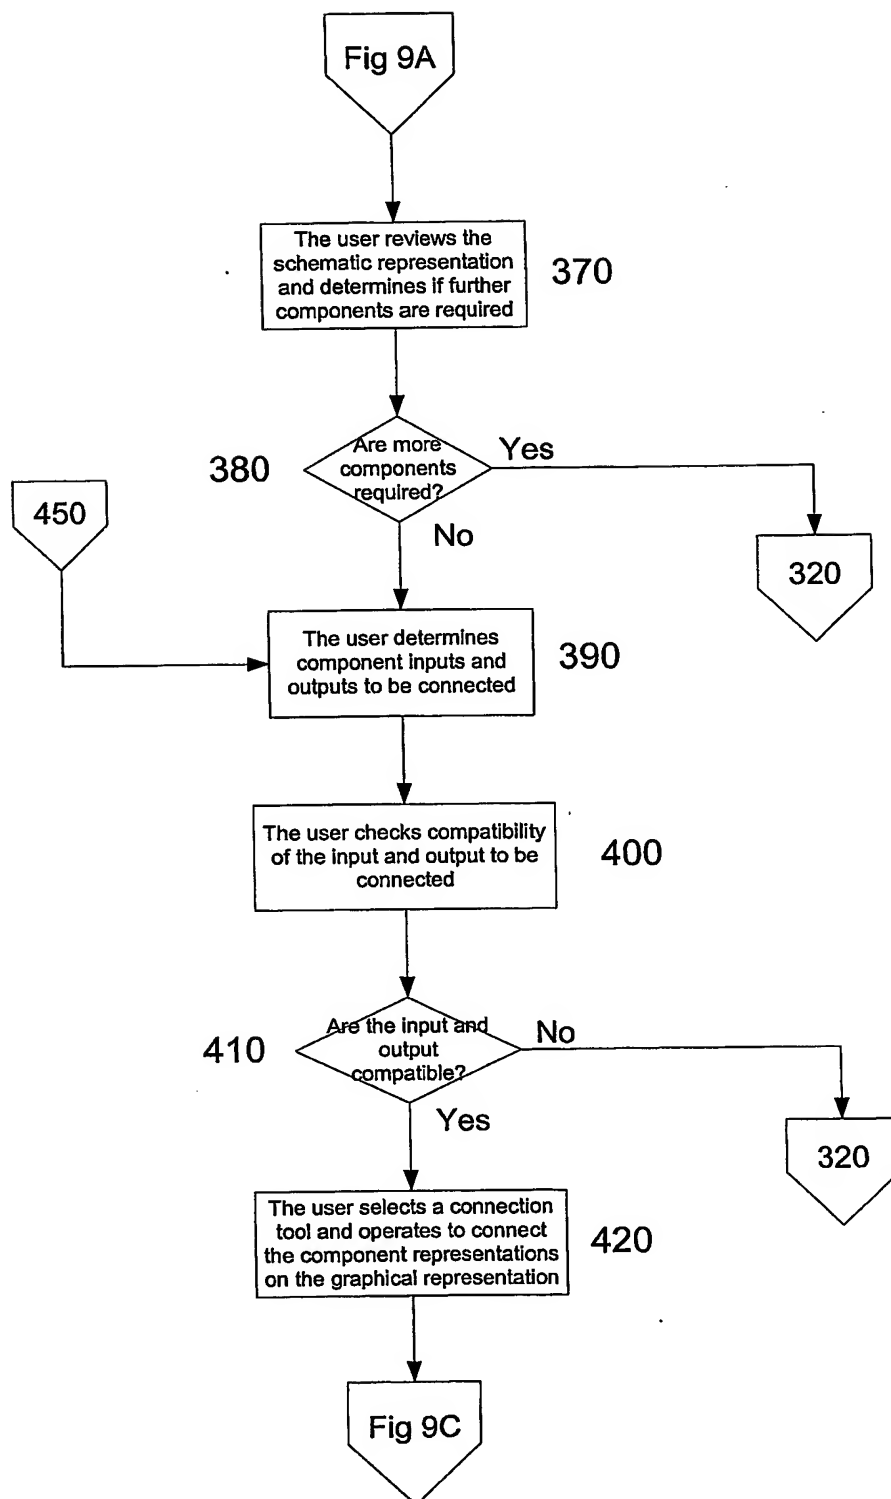 Fig 9A
The user reviews the
schematic representation
and determines if further
components are required
370
Are more
components
required?
380
Yes
No
450
320
The user determines
component inputs and
outputs to be connected
390
The user checks compatibility
of the input and output to be
connected
400
Are the input and
output
compatible?
410
No
Yes
320
The user selects a connection
tool and operates to connect
the component representations
on the graphical representation
420
Fig 9C